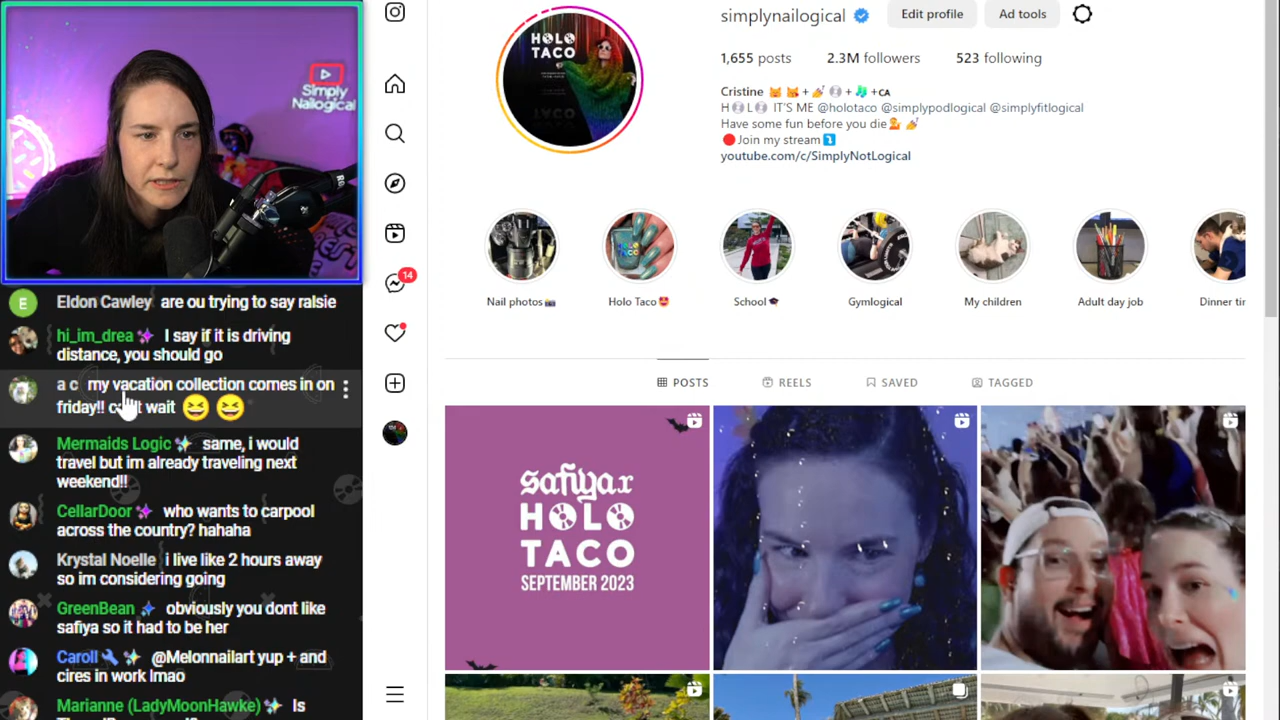 Simply
Nailogical
Eldon Cawley are ou trying to say ralsie
hi_im_drea I say if it is driving
distance, you should go
a c my vacation collection comes in on
friday!! wait
Mermaids Logic same, i would
travel but im already traveling next
weekend!!
CellarDoor who wants to carpool
across the country? hahaha
Krystal Noelle i live like 2 hours away
so im considering going
GreenBean obviously you dont like
safiya so it had to be her
Caroll @Melonnailart yup + and
cires in work lmao
Marianne (LadyMoonHawke) Is
14
HOLO
TACO
simplynailogical
Edit profile
Ad tools
1,655 posts 2.3M followers 523 following
Cristine + + + CA
H L IT'S ME @holotaco @simplypodlogical @simplyfitlogical
Have some fun before you die
Join my stream
youtube.com/c/SimplyNotLogical
HOLO
TACO
Nail photos
Holo Taco
School
Gymlogical
My children
Adult day job
Dinner tir
POSTS
REELS
SAVED
TAGGED
safiya x
HOLO
TACO
SEPTEMBER 2023